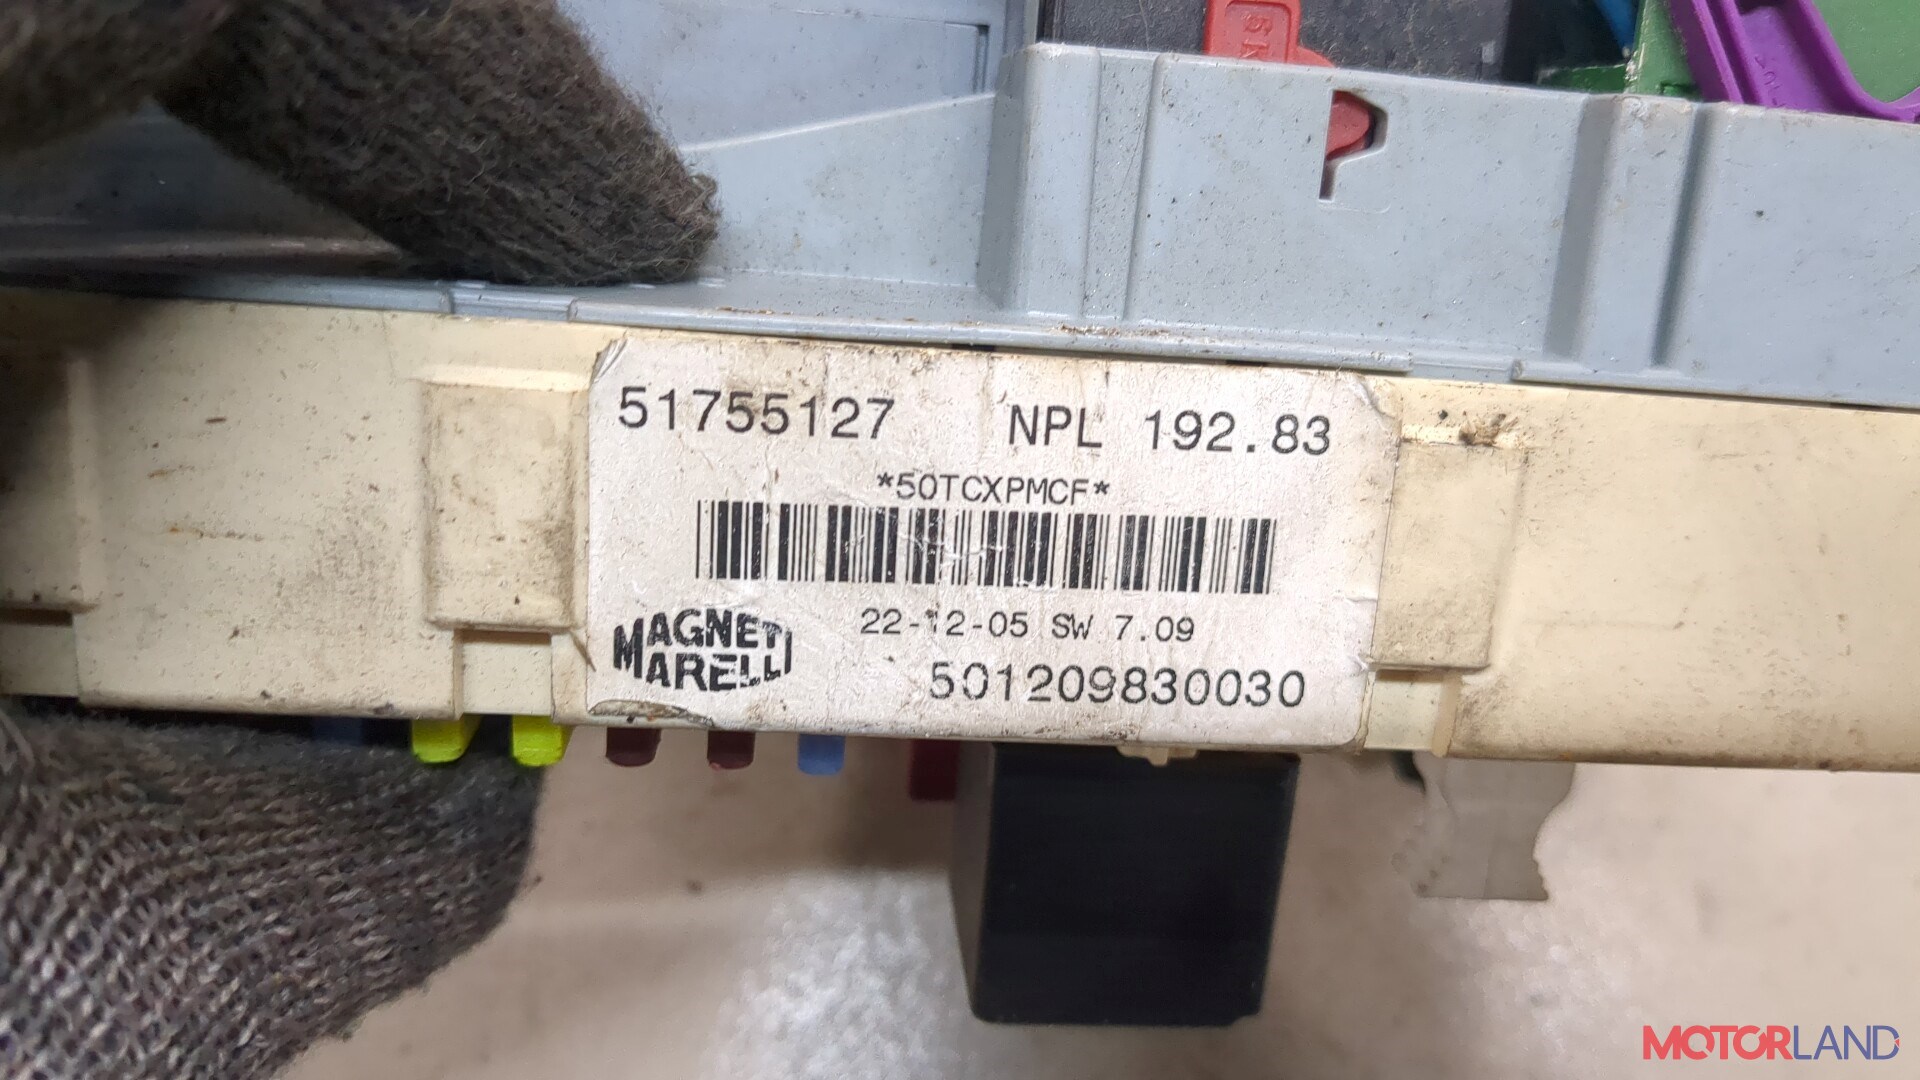 51755127 NPL 192.83
*50TCXPMCF*
22-12-05 SW 7.09
MAGNETI
MARELLI
501209830030
MOTORLAND